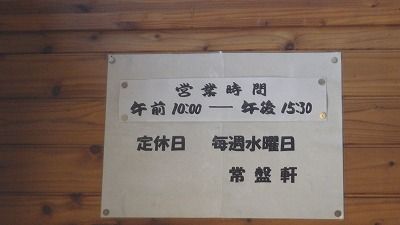 営業時間
午前10:00 ── 午後15:30
定休日 毎週水曜日
常盤軒